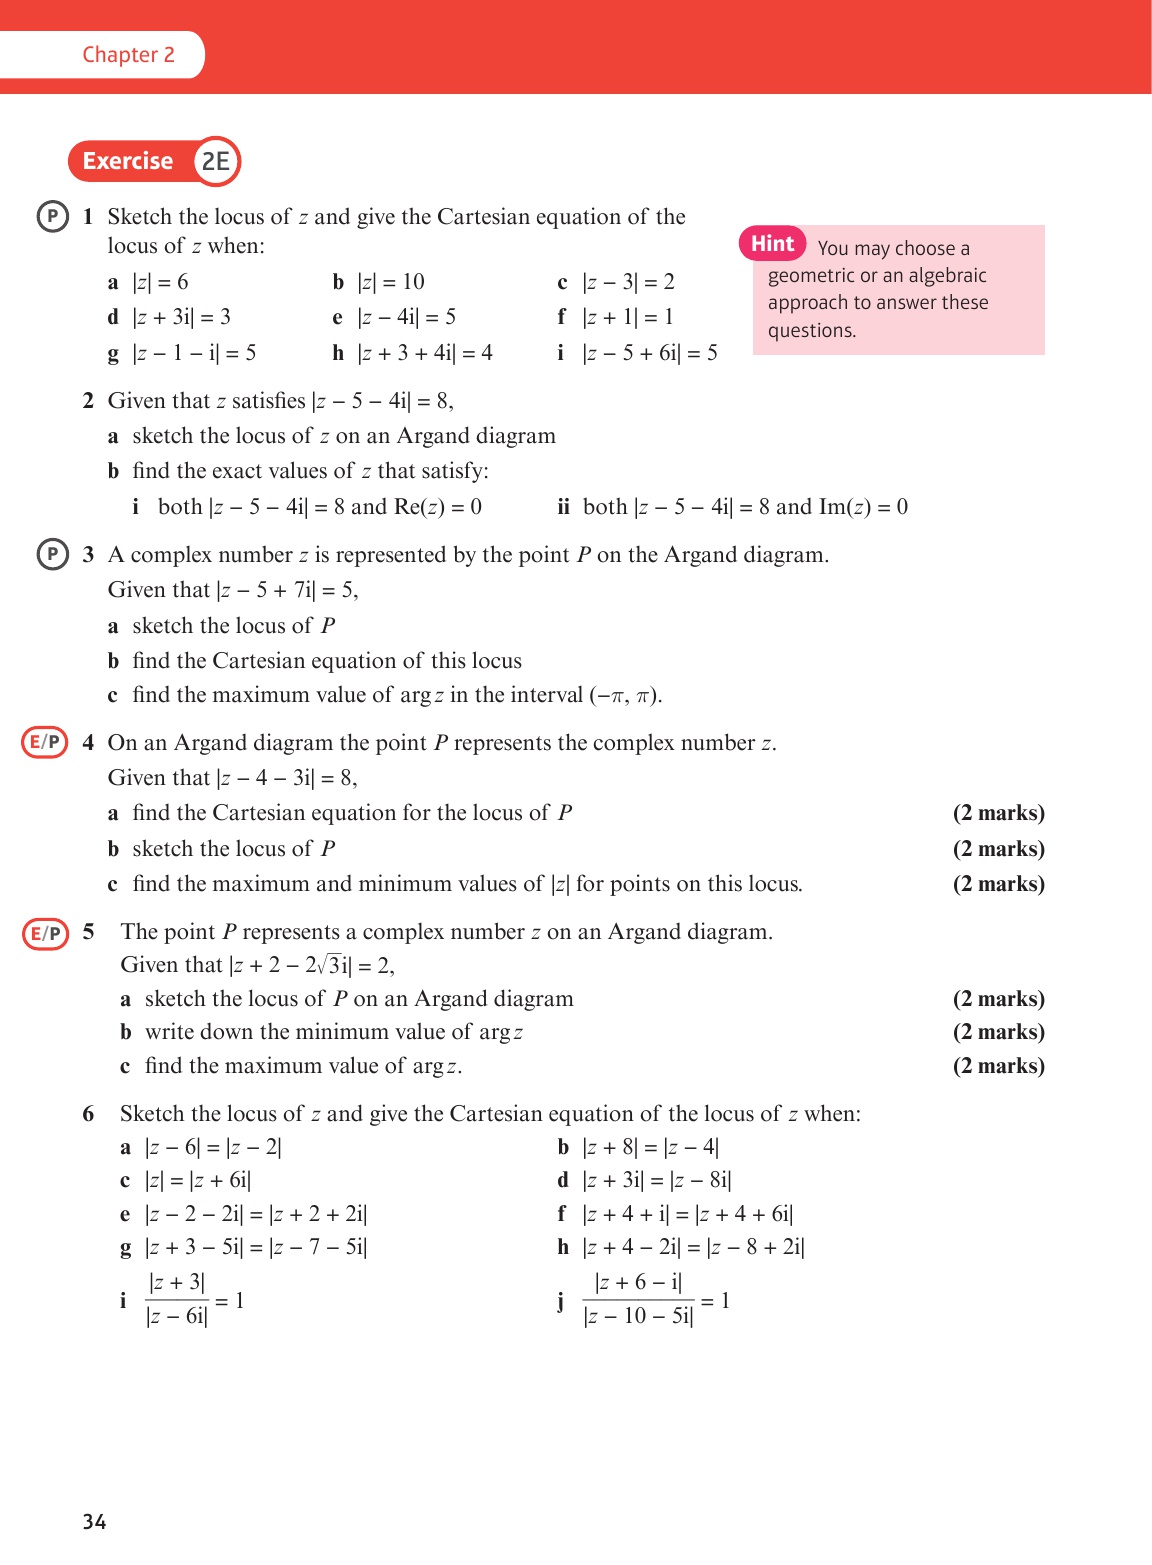 Chapter 2
Exercise 2E
P 1 Sketch the locus of z and give the Cartesian equation of the
locus of z when:
a |z| = 6 b |z| = 10 c |z − 3| = 2
d |z + 3i| = 3 e |z − 4i| = 5 f |z + 1| = 1
g |z − 1 − i| = 5 h |z + 3 + 4i| = 4 i |z − 5 + 6i| = 5
Hint You may choose a
geometric or an algebraic
approach to answer these
questions.
2 Given that z satisfies |z − 5 − 4i| = 8,
a sketch the locus of z on an Argand diagram
b find the exact values of z that satisfy:
i both |z − 5 − 4i| = 8 and Re(z) = 0 ii both |z − 5 − 4i| = 8 and Im(z) = 0
P 3 A complex number z is represented by the point P on the Argand diagram.
Given that |z − 5 + 7i| = 5,
a sketch the locus of P
b find the Cartesian equation of this locus
c find the maximum value of arg z in the interval (−π, π).
E/P 4 On an Argand diagram the point P represents the complex number z.
Given that |z − 4 − 3i| = 8,
a find the Cartesian equation for the locus of P (2 marks)
b sketch the locus of P (2 marks)
c find the maximum and minimum values of |z| for points on this locus. (2 marks)
E/P 5 The point P represents a complex number z on an Argand diagram.
Given that |z + 2 − 2√3i| = 2,
a sketch the locus of P on an Argand diagram (2 marks)
b write down the minimum value of arg z (2 marks)
c find the maximum value of arg z. (2 marks)
6 Sketch the locus of z and give the Cartesian equation of the locus of z when:
a |z − 6| = |z − 2| b |z + 8| = |z − 4|
c |z| = |z + 6i| d |z + 3i| = |z − 8i|
e |z − 2 − 2i| = |z + 2 + 2i| f |z + 4 + i| = |z + 4 + 6i|
g |z + 3 − 5i| = |z − 7 − 5i| h |z + 4 − 2i| = |z − 8 + 2i|
i |z + 3| / |z − 6i| = 1 j |z + 6 − i| / |z − 10 − 5i| = 1
34